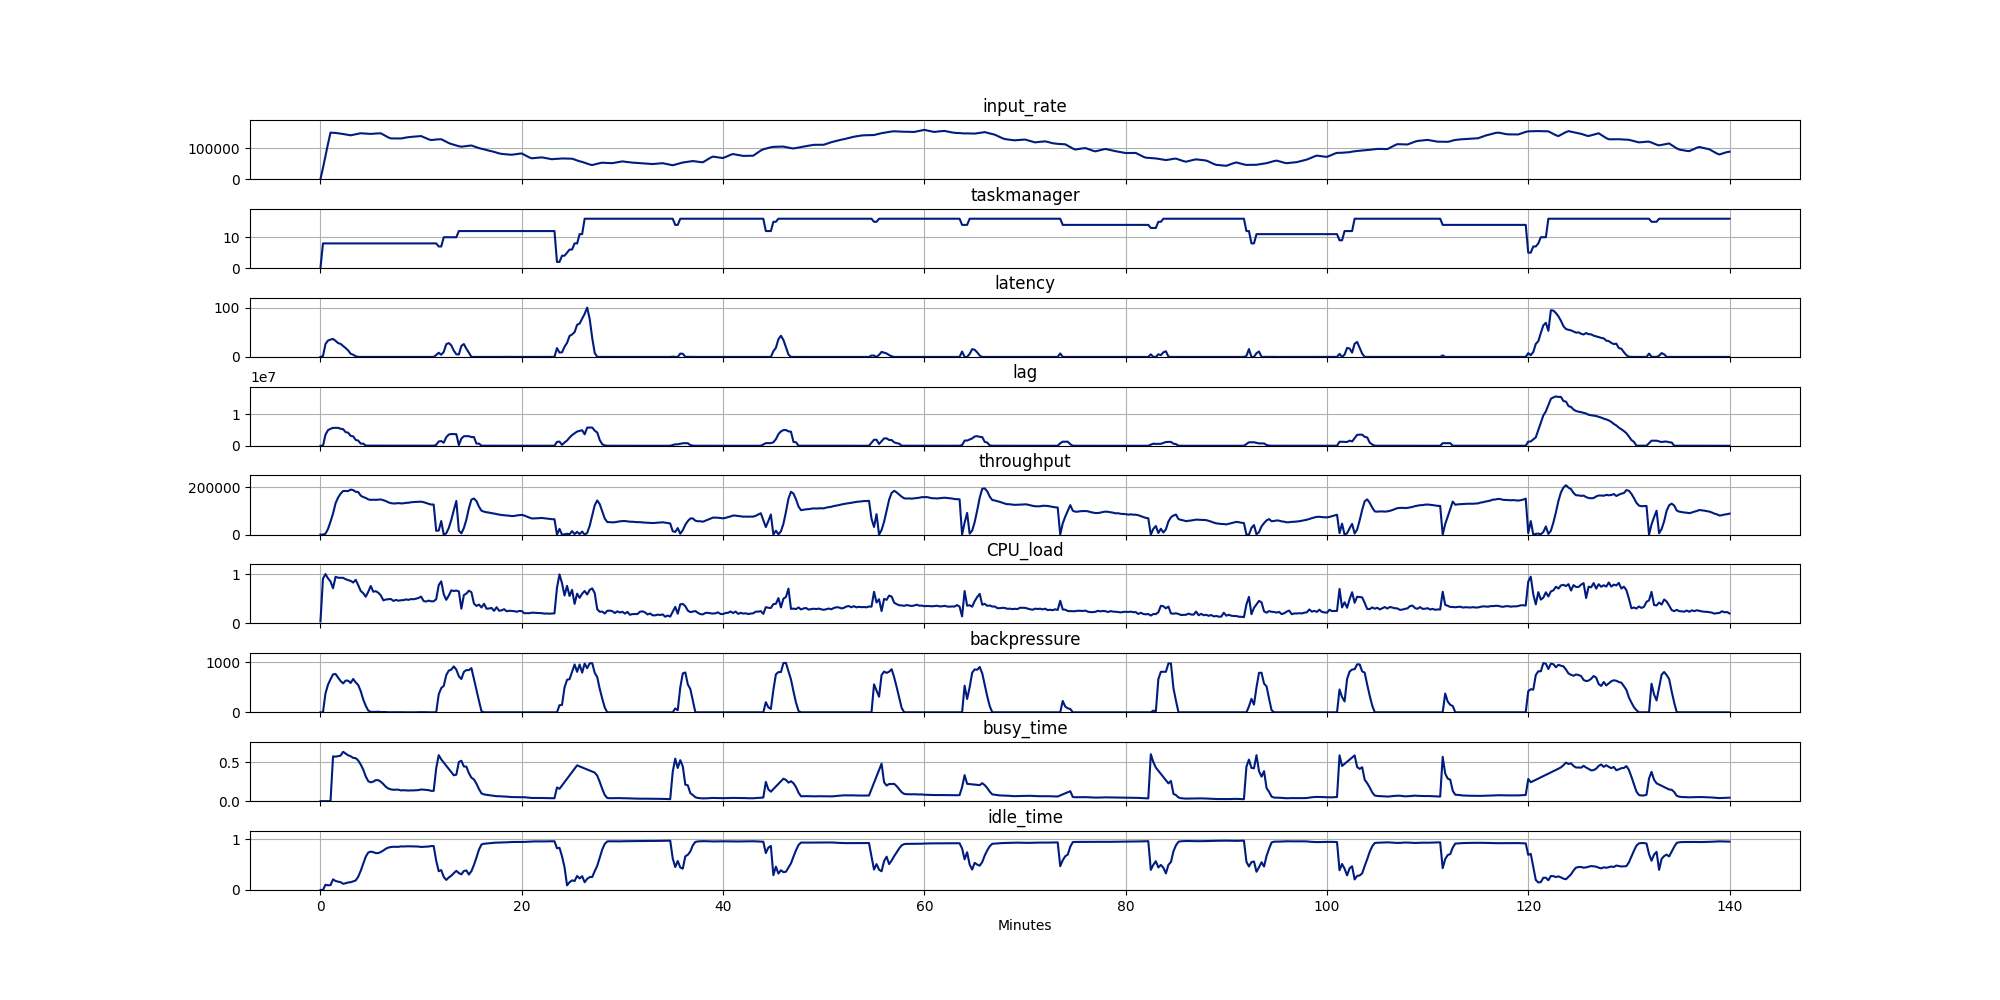 input_rate
100000
0
taskmanager
10
0
latency
100
0
1e7
lag
1
0
throughput
200000
0
CPU_load
1
0
backpressure
1000
0
busy_time
0.5
0.0
idle_time
1
0
0 20 40 60 80 100 120 140
Minutes